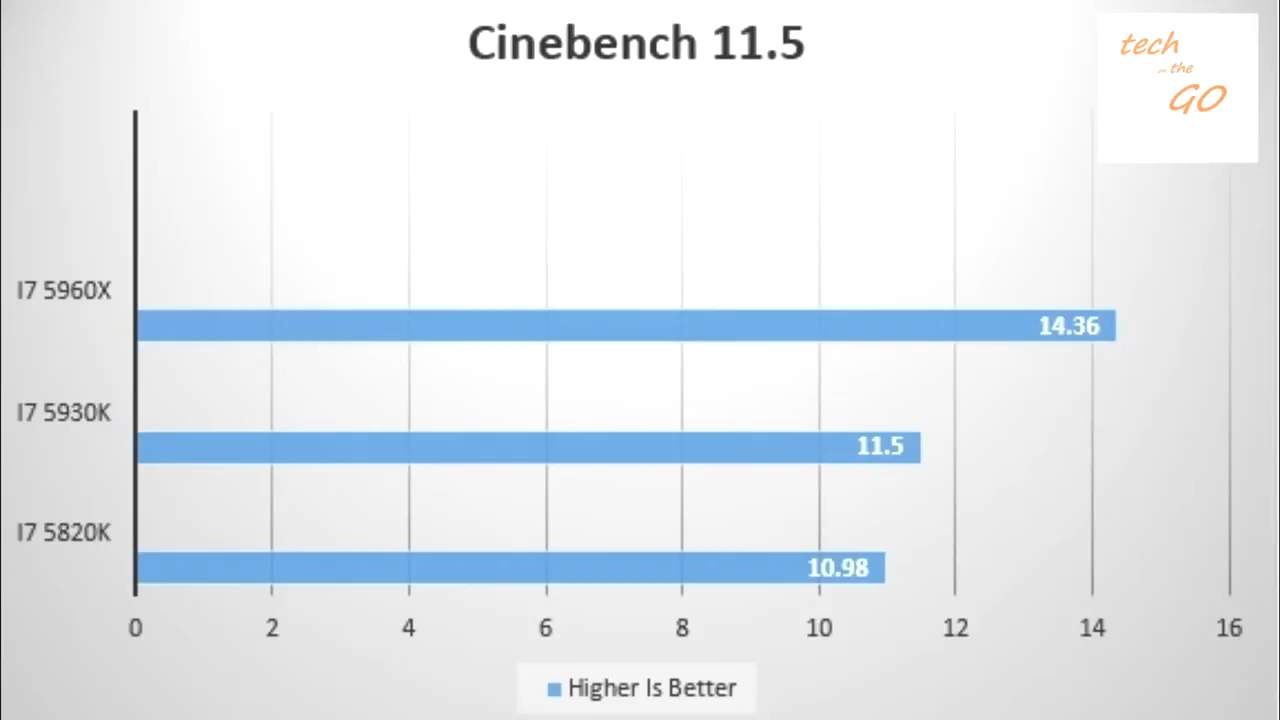 Cinebench 11.5
tech
on the
GO
I7 5960X
14.36
I7 5930K
11.5
I7 5820K
10.98
0 2 4 6 8 10 12 14 16
Higher Is Better